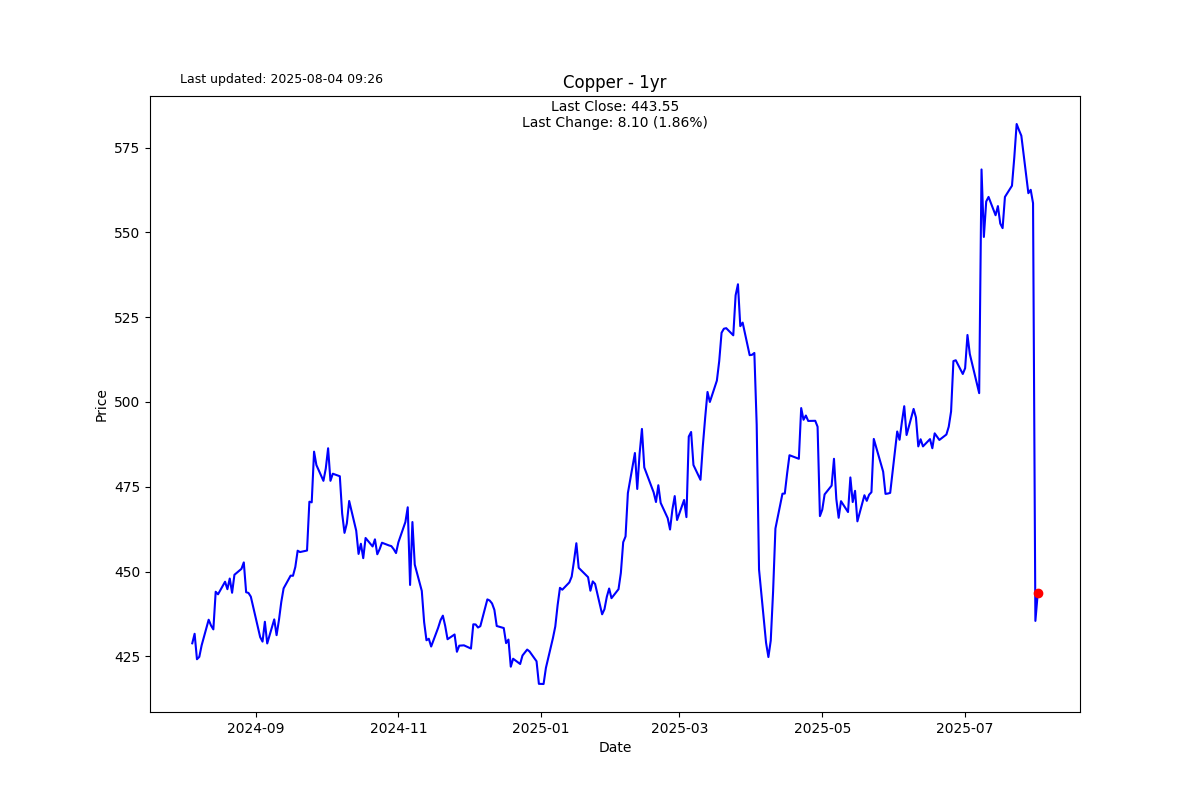 Last updated: 2025-08-04 09:26
Copper - 1yr
Last Close: 443.55
Last Change: 8.10 (1.86%)
575
550
525
500
475
450
425
Price
2024-09
2024-11
2025-01
2025-03
2025-05
2025-07
Date